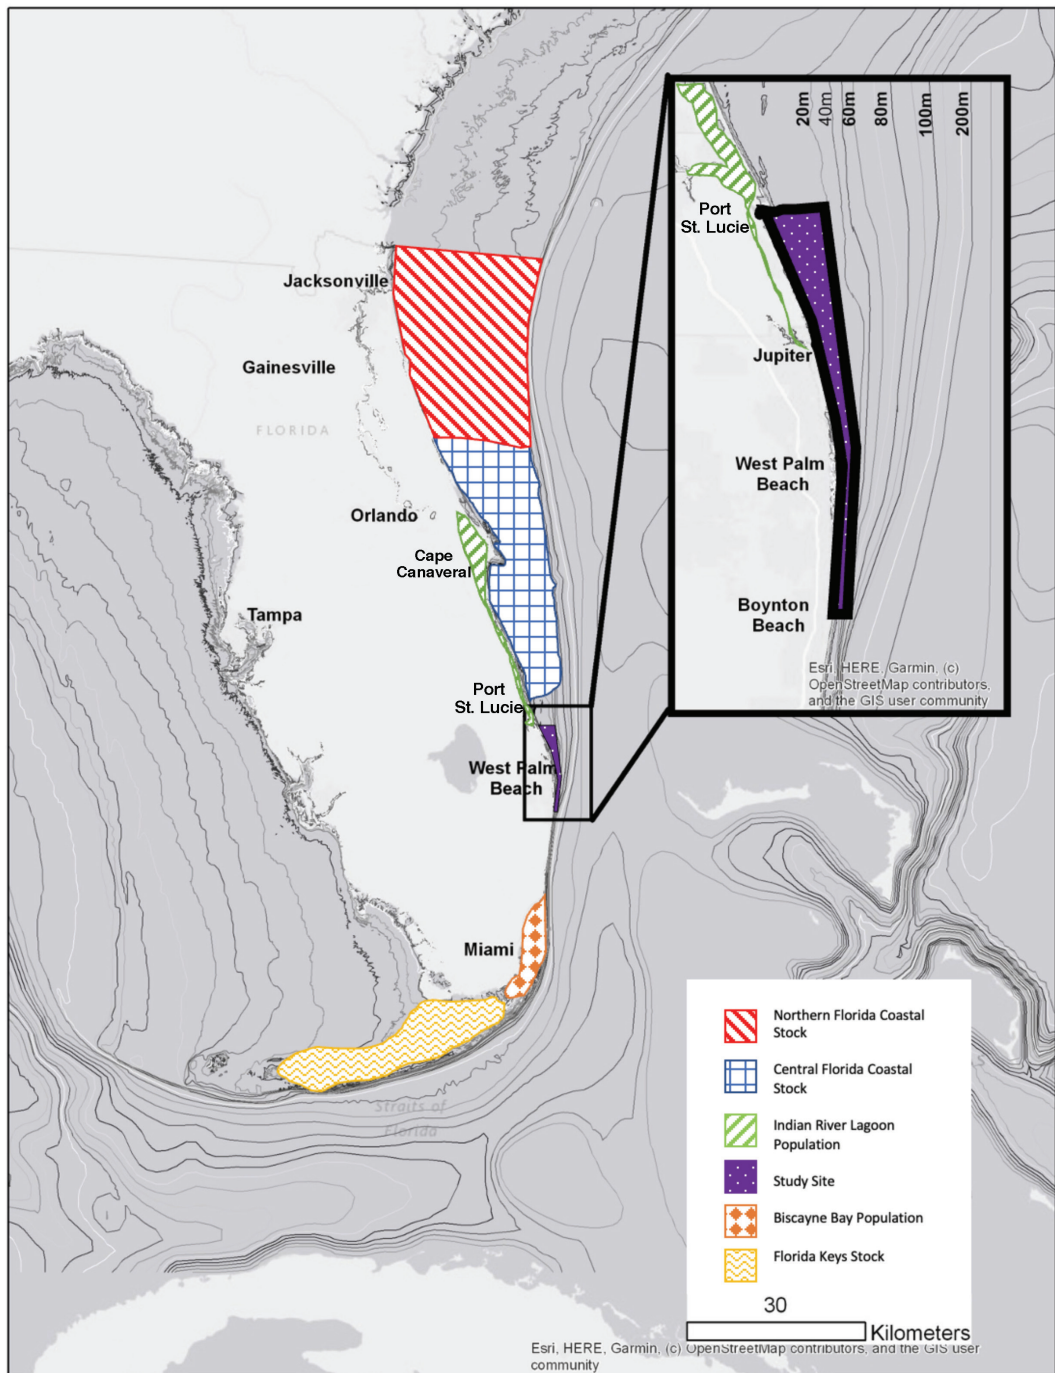 20m
40m
60m
80m
100m
200m
Port
St. Lucie
Jupiter
West Palm
Beach
Boynton
Beach
Esri, HERE, Garmin, (c)
OpenStreetMap contributors,
and the GIS user community
Jacksonville
Gainesville
FLORIDA
Orlando
Cape
Canaveral
Tampa
Port
St. Lucie
West Palm
Beach
Miami
Straits of
Florida
Northern Florida Coastal
Stock
Central Florida Coastal
Stock
Indian River Lagoon
Population
Study Site
Biscayne Bay Population
Florida Keys Stock
30
Kilometers
Esri, HERE, Garmin, (c) OpenStreetMap contributors, and the GIS user
community